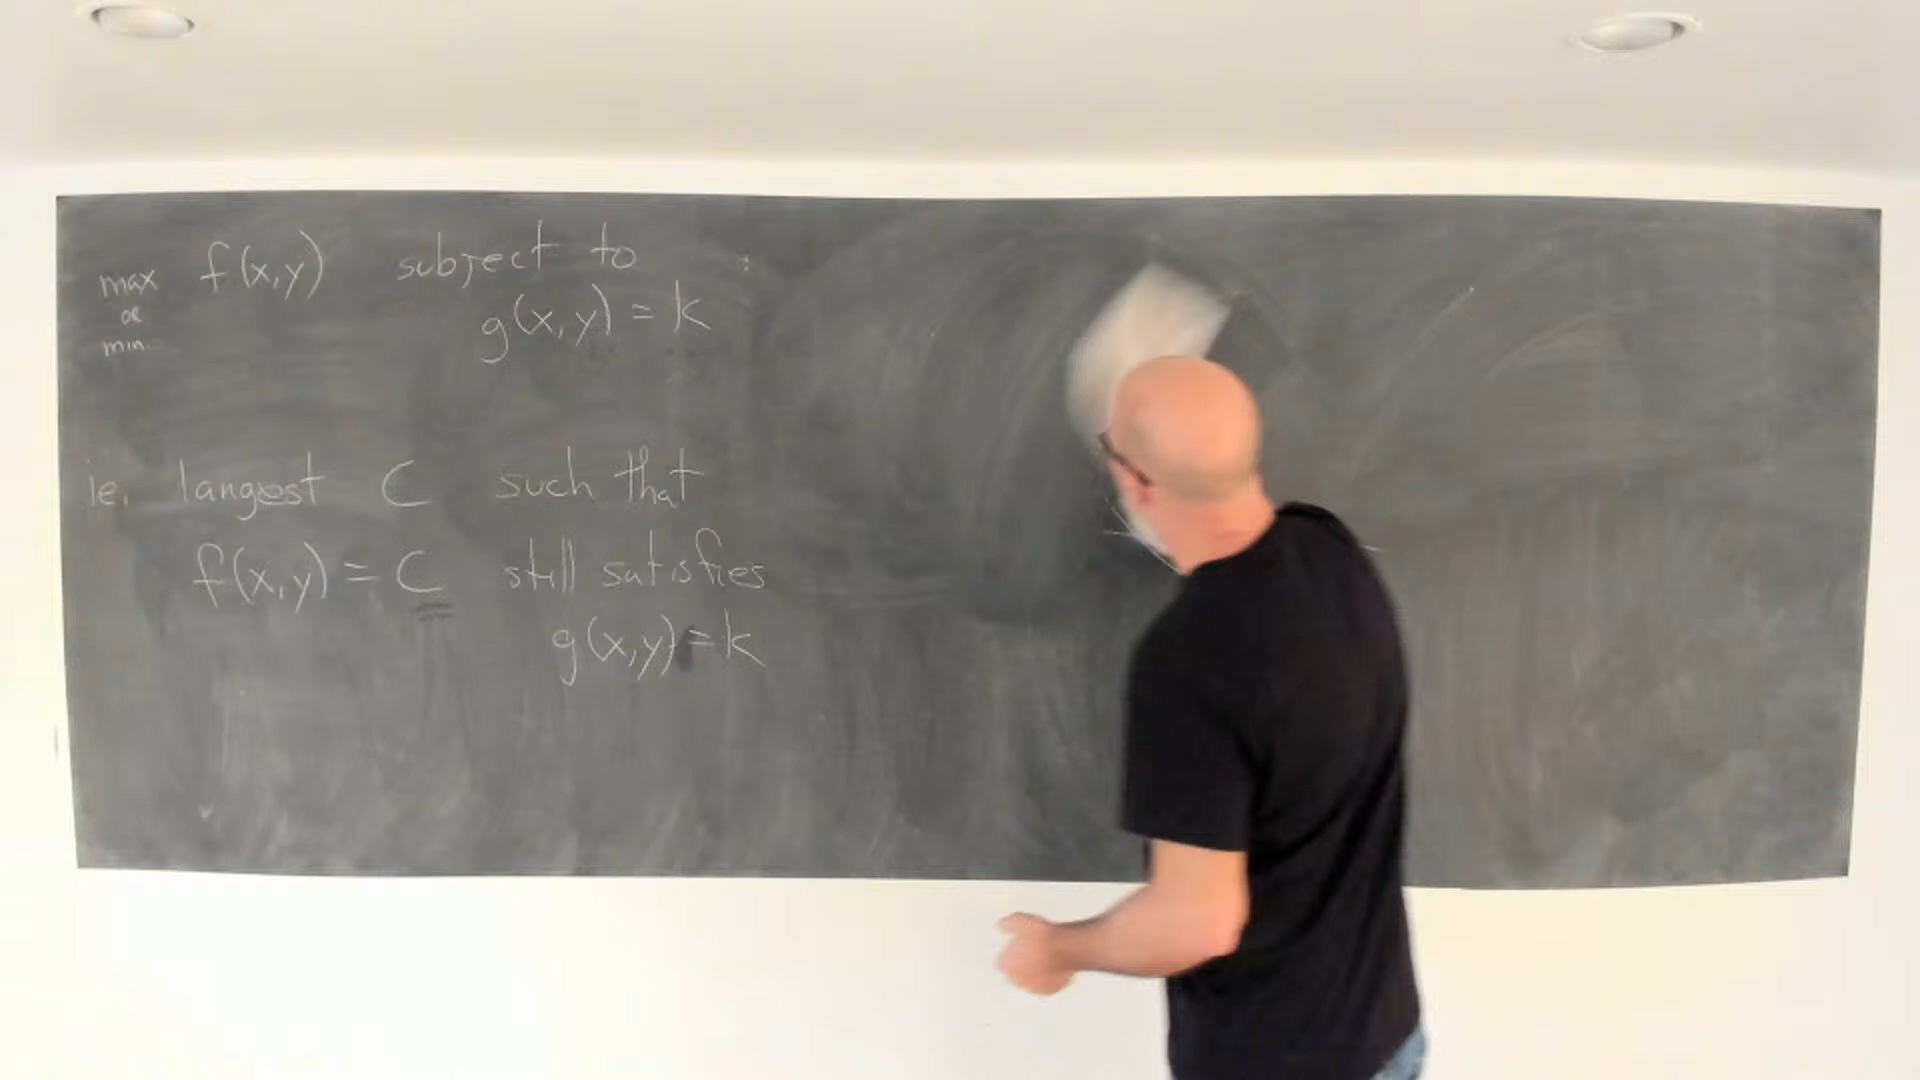 max or min. f(x,y) subject to :
g(x,y) = k
ie. largest C such that
f(x,y) = C still satisfies
g(x,y) = k